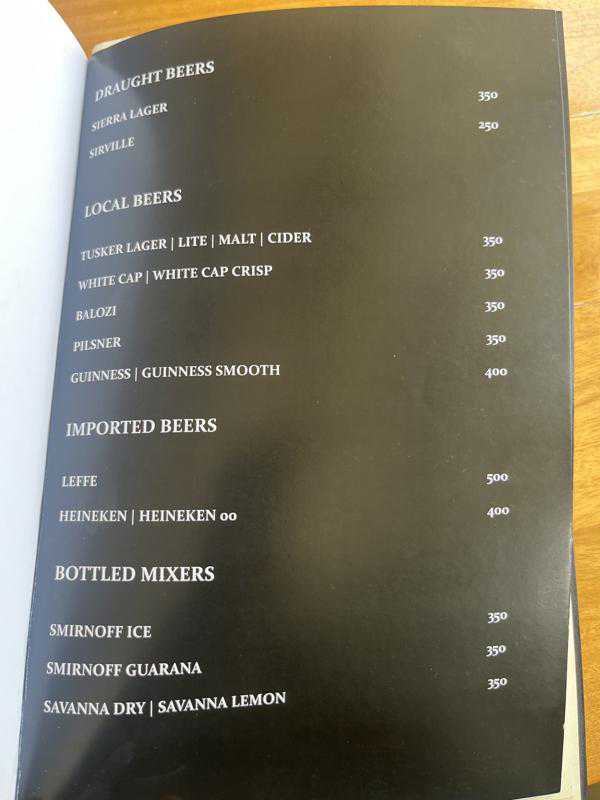 DRAUGHT BEERS
SIERRA LAGER 350
SIRVILLE 250
LOCAL BEERS
TUSKER LAGER | LITE | MALT | CIDER 350
WHITE CAP | WHITE CAP CRISP 350
BALOZI 350
PILSNER 350
GUINNESS | GUINNESS SMOOTH 400
IMPORTED BEERS
LEFFE 500
HEINEKEN | HEINEKEN 00 400
BOTTLED MIXERS
SMIRNOFF ICE 350
SMIRNOFF GUARANA 350
SAVANNA DRY | SAVANNA LEMON 350